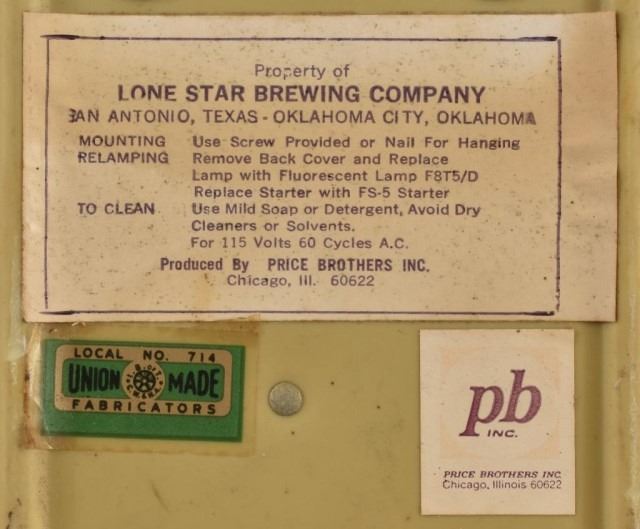 Property of
LONE STAR BREWING COMPANY
SAN ANTONIO, TEXAS - OKLAHOMA CITY, OKLAHOMA
MOUNTING Use Screw Provided or Nail For Hanging
RELAMPING Remove Back Cover and Replace
Lamp with Fluorescent Lamp F8T5/D
Replace Starter with FS-5 Starter
TO CLEAN Use Mild Soap or Detergent, Avoid Dry
Cleaners or Solvents.
For 115 Volts 60 Cycles A.C.
Produced By PRICE BROTHERS INC.
Chicago, Ill. 60622
LOCAL NO. 714
UNION MADE
FABRICATORS
pb
INC.
PRICE BROTHERS INC.
Chicago, Illinois 60622